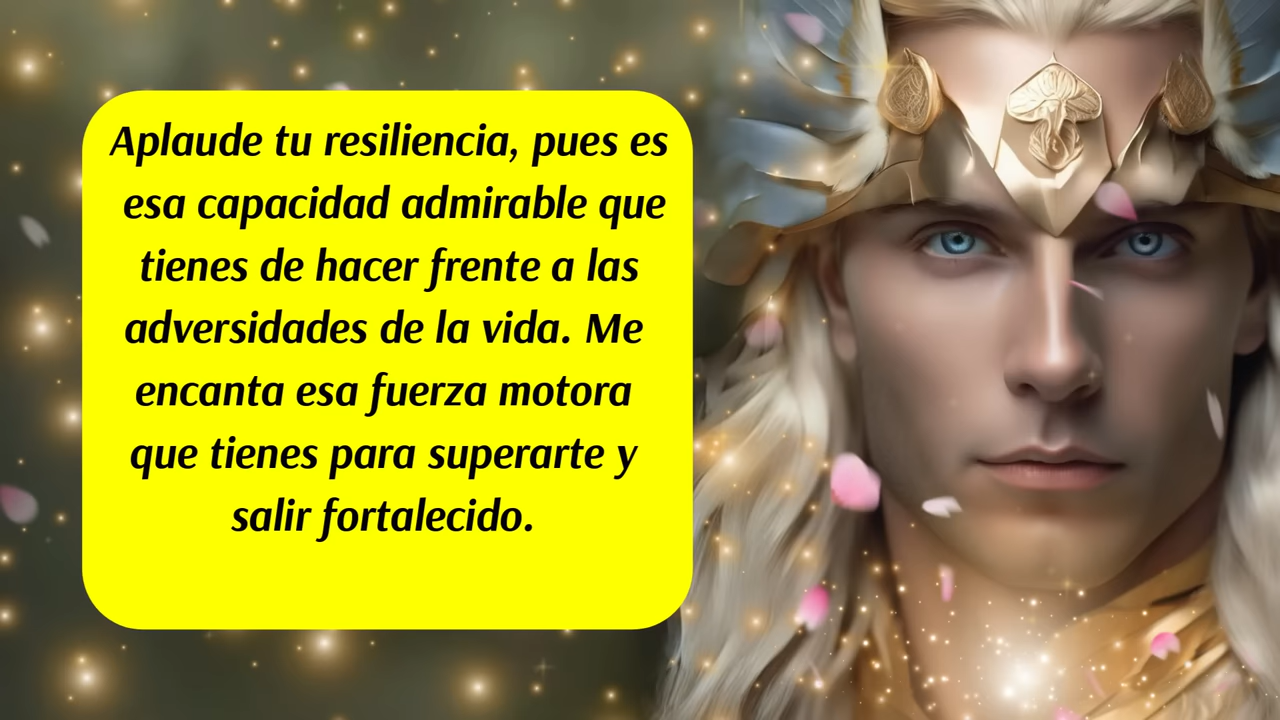 Aplaude tu resiliencia, pues es
esa capacidad admirable que
tienes de hacer frente a las
adversidades de la vida. Me
encanta esa fuerza motora
que tienes para superarte y
salir fortalecido.